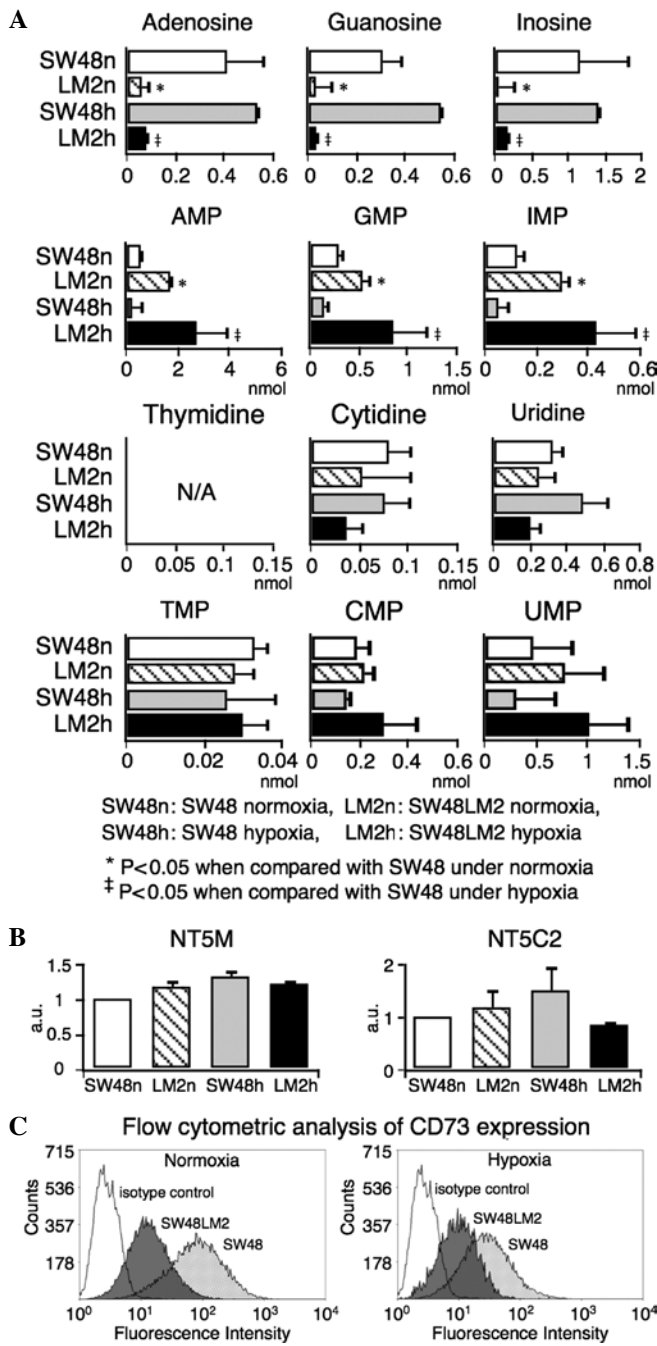 A
Adenosine Guanosine Inosine
SW48n
LM2n *
SW48h
LM2h ‡
* ‡
* ‡
0 0.2 0.4 0.6
0 0.2 0.4 0.6
0 0.5 1 1.5 2
AMP GMP IMP
SW48n
LM2n *
SW48h
LM2h ‡
* ‡
* ‡
0 2 4 6
nmol
0 0.5 1 1.5
nmol
0 0.2 0.4 0.6
nmol
Thymidine Cytidine Uridine
SW48n
LM2n
SW48h
LM2h
N/A
0 0.05 0.1 0.15
nmol
0 0.05 0.1 0.15
nmol
0 0.2 0.4 0.6 0.8
nmol
TMP CMP UMP
SW48n
LM2n
SW48h
LM2h
0 0.02 0.04
nmol
0 0.2 0.4 0.6
nmol
0 0.5 1 1.5
nmol
SW48n: SW48 normoxia, LM2n: SW48LM2 normoxia,
SW48h: SW48 hypoxia, LM2h: SW48LM2 hypoxia
* P<0.05 when compared with SW48 under normoxia
‡ P<0.05 when compared with SW48 under hypoxia
B
NT5M
a.u.
1.5
1
0.5
0
SW48n LM2n SW48h LM2h
NT5C2
a.u.
2
1
0
SW48n LM2n SW48h LM2h
C
Flow cytometric analysis of CD73 expression
Normoxia
Counts
715
536
357
178
isotype control
SW48LM2
SW48
10⁰ 10¹ 10² 10³ 10⁴
Fluorescence Intensity
Hypoxia
Counts
715
536
357
178
isotype control
SW48LM2
SW48
10⁰ 10¹ 10² 10³ 10⁴
Fluorescence Intensity